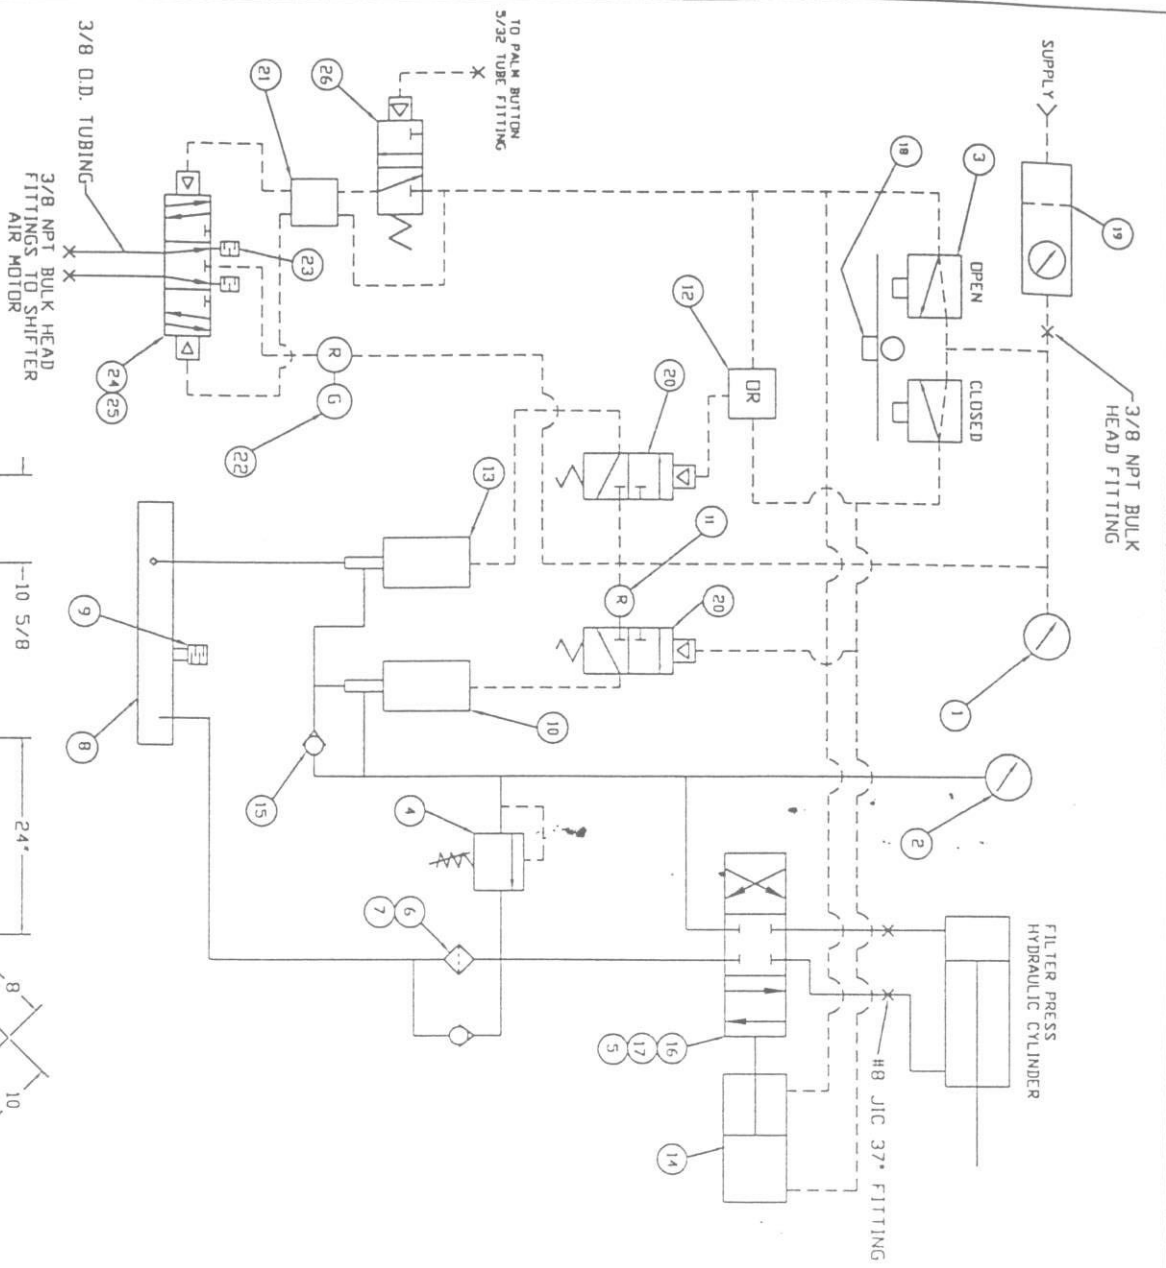 SUPPLY
19
3/8 NPT BULK
HEAD FITTING
1
2
3
OPEN
CLOSED
18
FILTER PRESS
HYDRAULIC CYLINDER
#8 JIC 37° FITTING
TO PALM BUTTON
5/32 TUBE FITTING
26
21
12
OR
20
11
R
20
16
17
5
14
13
10
4
6
7
15
23
R
G
22
24
25
3/8 O.D. TUBING
3/8 NPT BULK HEAD
FITTINGS TO SHIFTER
AIR MOTOR
9
8
10 5/8
24"
8
10